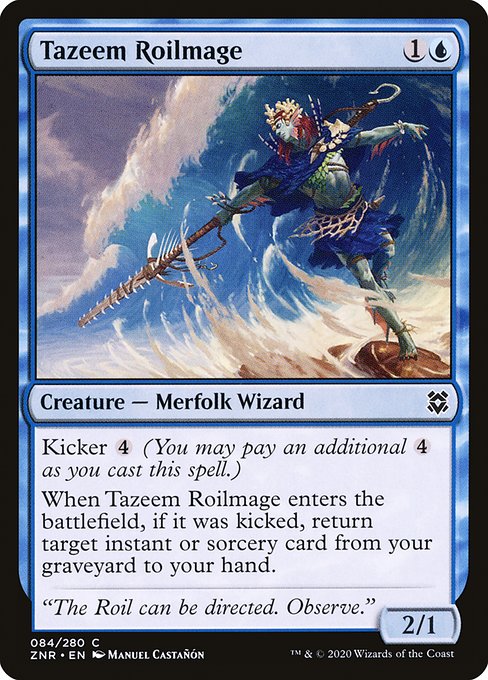 Tazeem Roilmage 1
Creature — Merfolk Wizard
Kicker 4 (You may pay an additional 4
as you cast this spell.)
When Tazeem Roilmage enters the
battlefield, if it was kicked, return
target instant or sorcery card from your
graveyard to your hand.
“The Roil can be directed. Observe.”
2/1
084/280 C
ZNR • EN Manuel Castañón
™ & © 2020 Wizards of the Coast